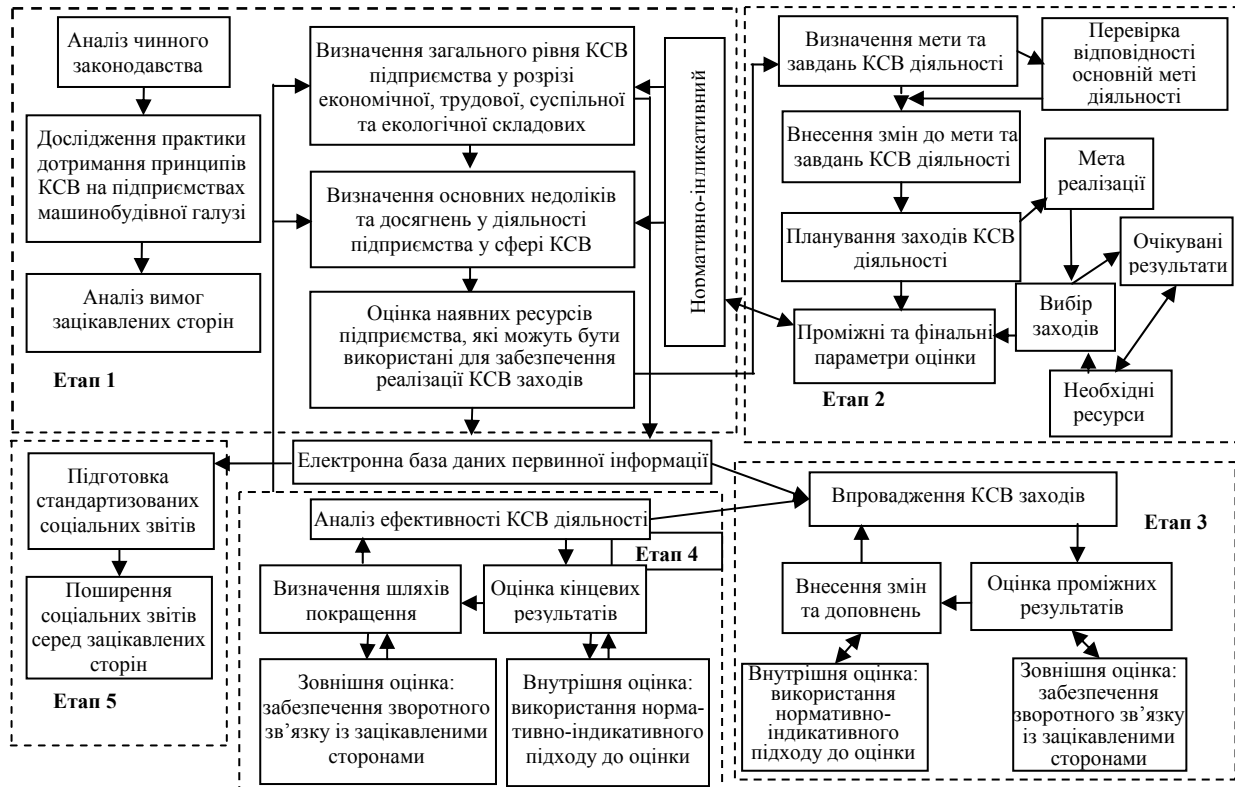 Аналіз чинного
законодавства
Дослідження практики
дотримання принципів
КСВ на підприємствах
машинобудівної галузі
Аналіз вимог
зацікавлених сторін
Етап 1
Визначення загального рівня КСВ
підприємства у розрізі
економічної, трудової, суспільної
та екологічної складових
Визначення основних недоліків
та досягнень у діяльності
підприємства у сфері КСВ
Оцінка наявних ресурсів
підприємства, які можуть бути
використані для забезпечення
реалізації КСВ заходів
Нормативно-індикативний
Визначення мети та
завдань КСВ діяльності
Перевірка
відповідності
основній меті
діяльності
Внесення змін до мети та
завдань КСВ діяльності
Мета
реалізації
Планування заходів КСВ
діяльності
Очікувані
результати
Вибір
заходів
Проміжні та фінальні
параметри оцінки
Необхідні
ресурси
Етап 2
Електронна база даних первинної інформації
Підготовка
стандартизованих
соціальних звітів
Поширення
соціальних звітів
серед зацікавлених
сторін
Етап 5
Аналіз ефективності КСВ діяльності
Етап 4
Визначення шляхів
покращення
Оцінка кінцевих
результатів
Зовнішня оцінка:
забезпечення зворотного
зв’язку із зацікавленими
сторонами
Внутрішня оцінка:
використання норма-
тивно-індикативного
підходу до оцінки
Впровадження КСВ заходів
Етап 3
Внесення змін
та доповнень
Оцінка проміжних
результатів
Внутрішня оцінка:
використання
нормативно-
індикативного
підходу до оцінки
Зовнішня оцінка:
забезпечення
зворотного зв’язку
із зацікавленими
сторонами